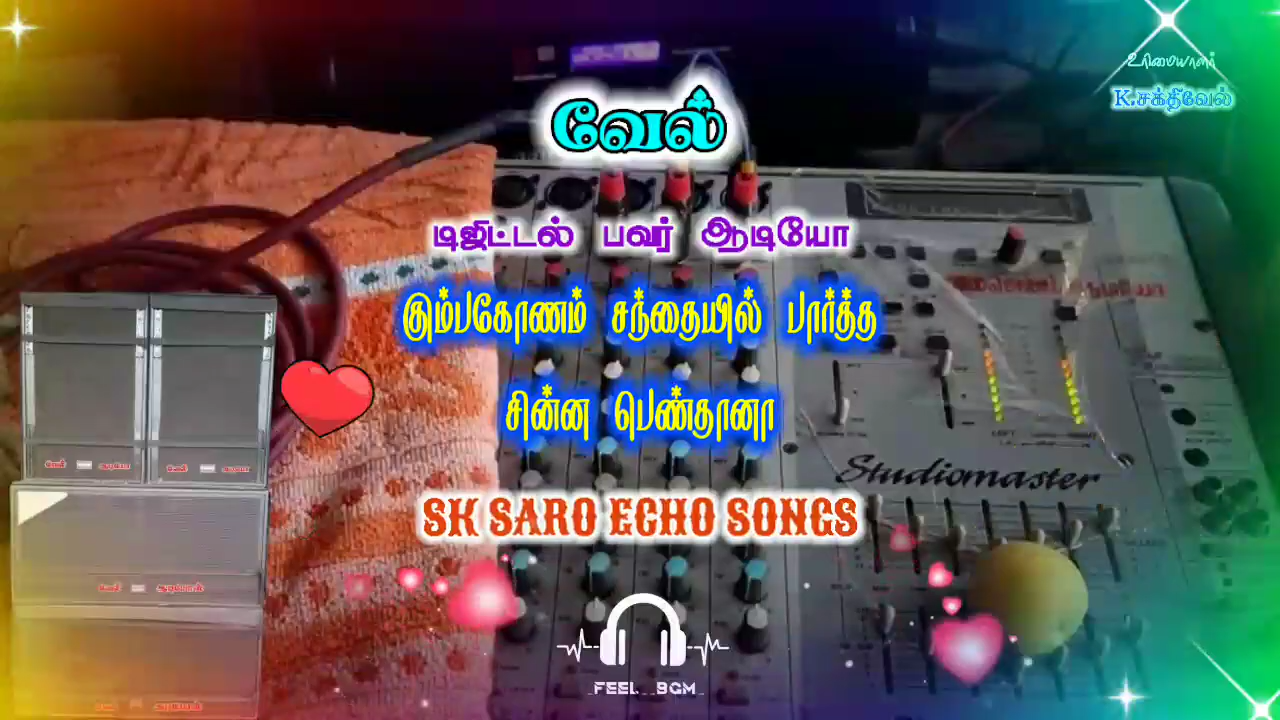 உரிமையாளர்
K.சக்திவேல்
வேல்
டிஜிட்டல் பவர் ஆடியோ
கும்பகோணம் சந்தையில் பார்த்த
சின்ன பெண்தானா
Studiomaster
SK SARO ECHO SONGS
FEEL BGM